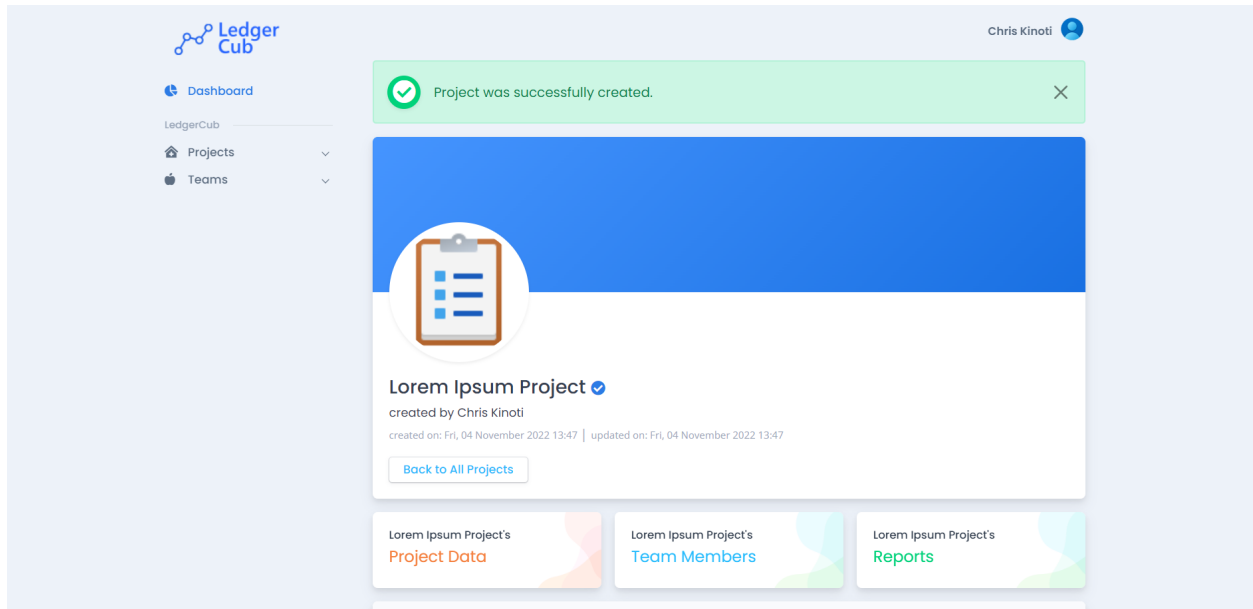 Ledger
Cub
Chris Kinoti
Dashboard
LedgerCub
Projects
Teams
Project was successfully created.
Lorem Ipsum Project
created by Chris Kinoti
created on: Fri, 04 November 2022 13:47 | updated on: Fri, 04 November 2022 13:47
Back to All Projects
Lorem Ipsum Project's
Project Data
Lorem Ipsum Project's
Team Members
Lorem Ipsum Project's
Reports